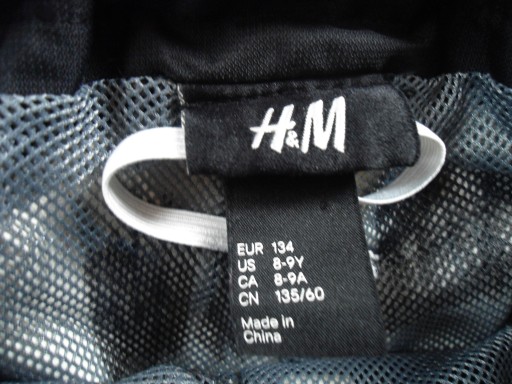 H&M
EUR 134
US 8-9Y
CA 8-9A
CN 135/60
Made in
China